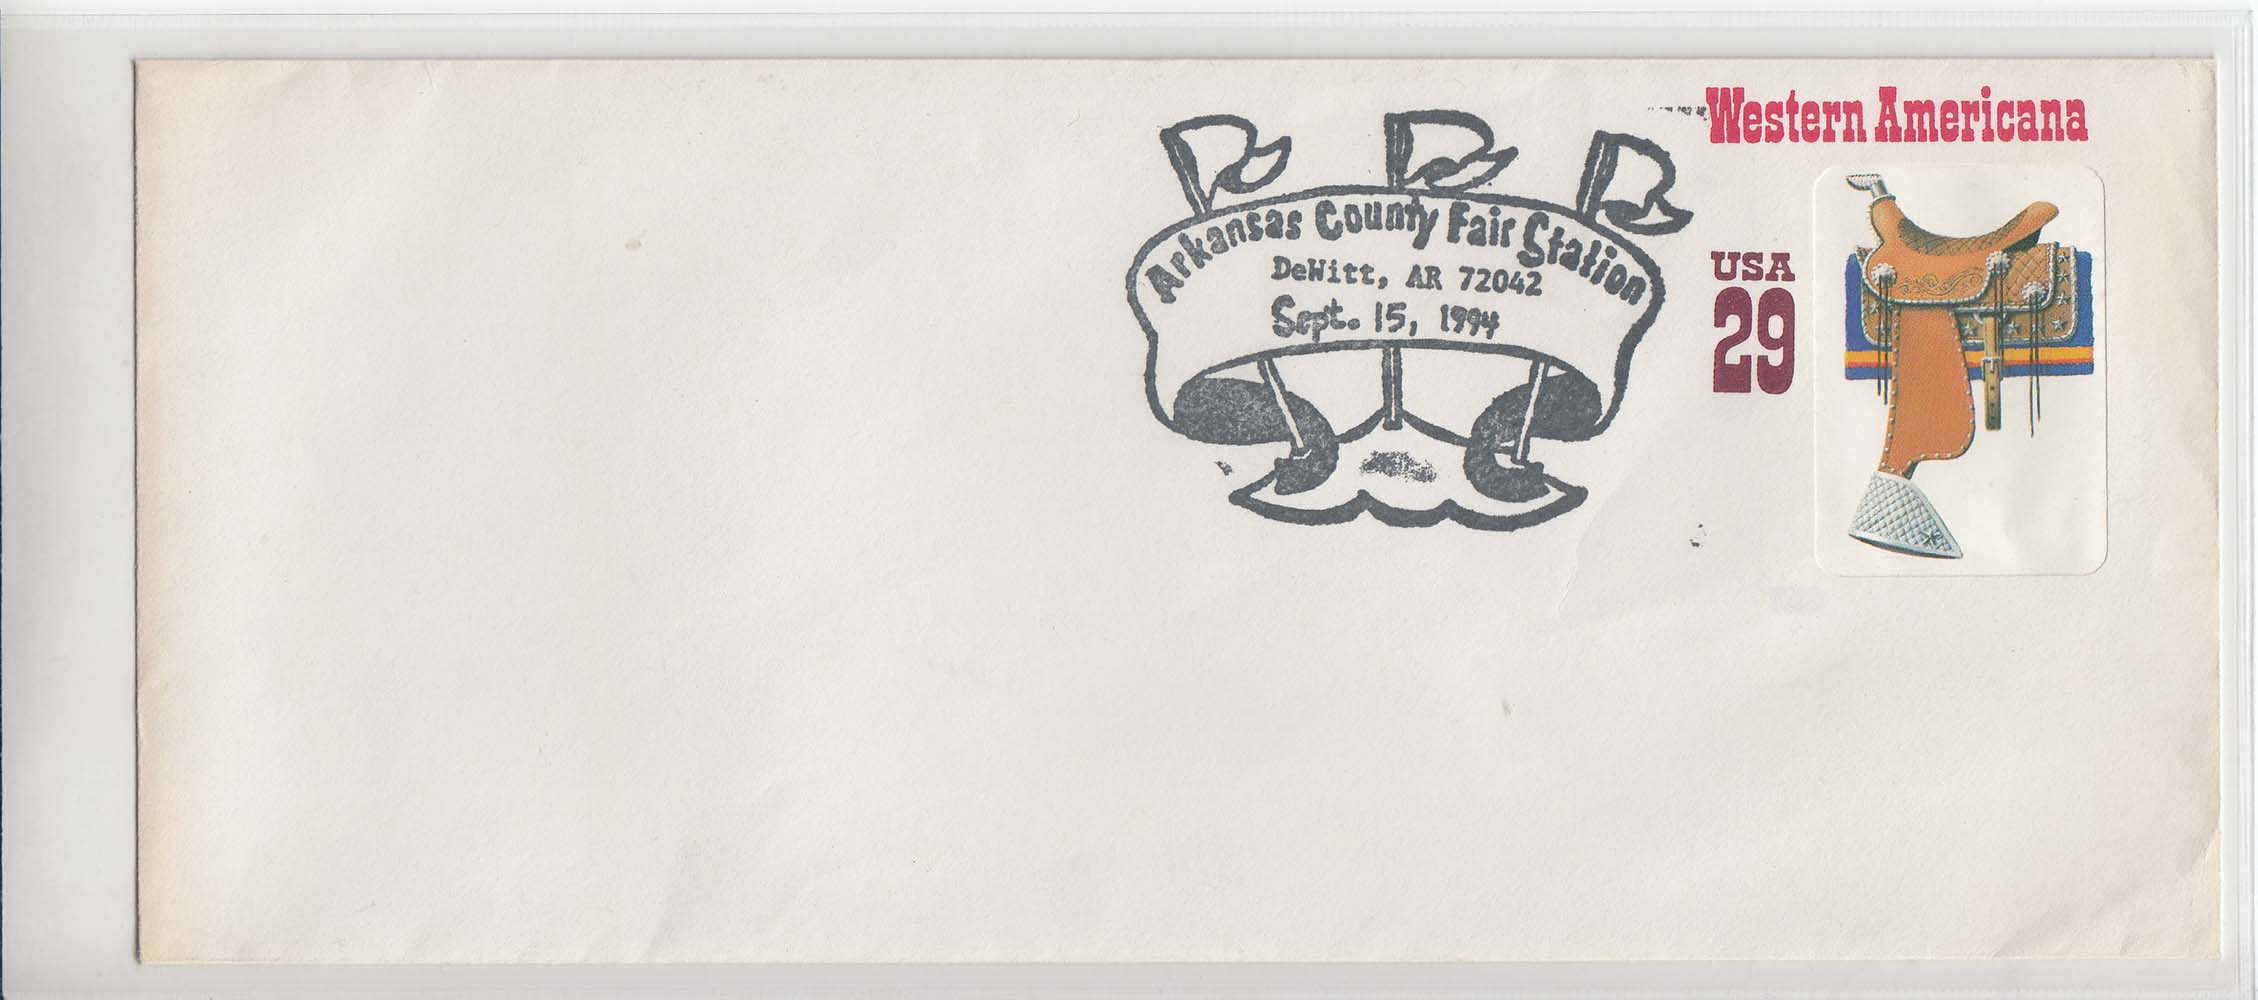 Western Americana
Arkansas County Fair Station
DeWitt, AR 72042
Sept. 15, 1994
USA
29